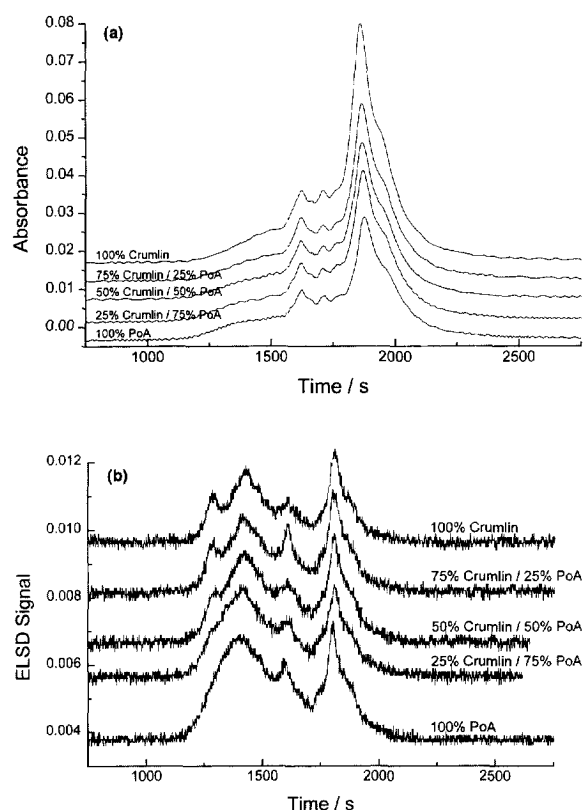 (a)
0.08
0.07
0.06
0.05
0.04
0.03
0.02
0.01
0.00
Absorbance
100% Crumlin
75% Crumlin / 25% PoA
50% Crumlin / 50% PoA
25% Crumlin / 75% PoA
100% PoA
1000 1500 2000 2500
Time / s
(b)
0.012
0.010
0.008
0.006
0.004
ELSD Signal
100% Crumlin
75% Crumlin / 25% PoA
50% Crumlin / 50% PoA
25% Crumlin / 75% PoA
100% PoA
1000 1500 2000 2500
Time / s